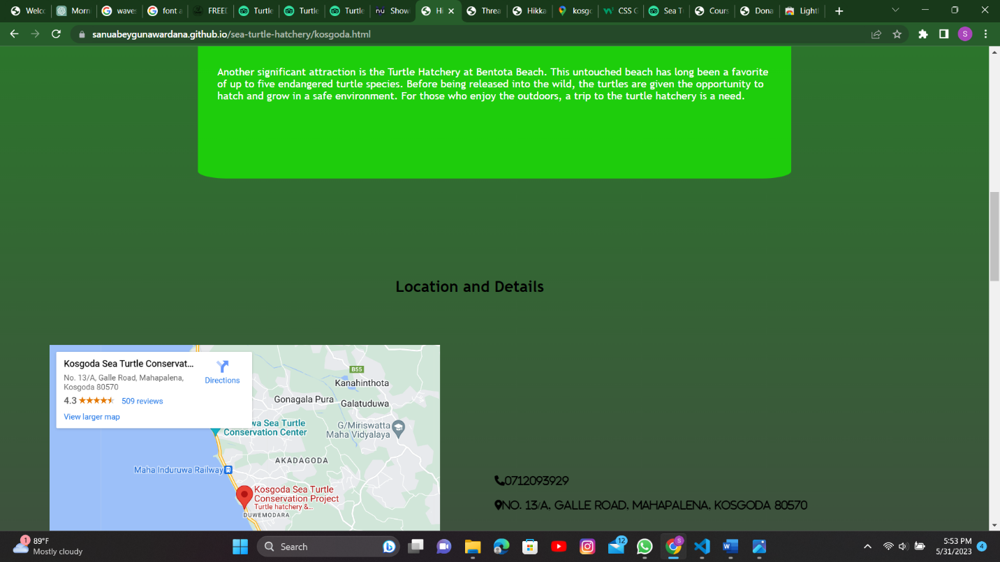 Welco
Morn
waves
font a
FREE
Turtle
Turtle
Turtle
nu Show
Hi
Threa
Hikka
kosgo
CSS G
Sea T
Cours
Dona
Light
sanuabeygunawardana.github.io/sea-turtle-hatchery/kosgoda.html
S
Another significant attraction is the Turtle Hatchery at Bentota Beach. This untouched beach has long been a favorite
of up to five endangered turtle species. Before being released into the wild, the turtles are given the opportunity to
hatch and grow in a safe environment. For those who enjoy the outdoors, a trip to the turtle hatchery is a need.
Location and Details
Kosgoda Sea Turtle Conservat...
No. 13/A, Galle Road, Mahapalena,
Kosgoda 80570
Directions
4.3
509 reviews
View larger map
B55
Kanahinthota
Gonagala Pura
Galatuduwa
wa Sea Turtle
Conservation Center
G/Miriswatta
Maha Vidyalaya
AKADAGODA
Maha Induruwa Railway
Kosgoda Sea Turtle
Conservation Project
Turtle hatchery &...
DUWEMODARA
0712093929
NO. 13/A, GALLE ROAD, MAHAPALENA, KOSGODA 80570
1
89°F
Mostly cloudy
Search
12
S
5:53 PM
5/31/2023
4